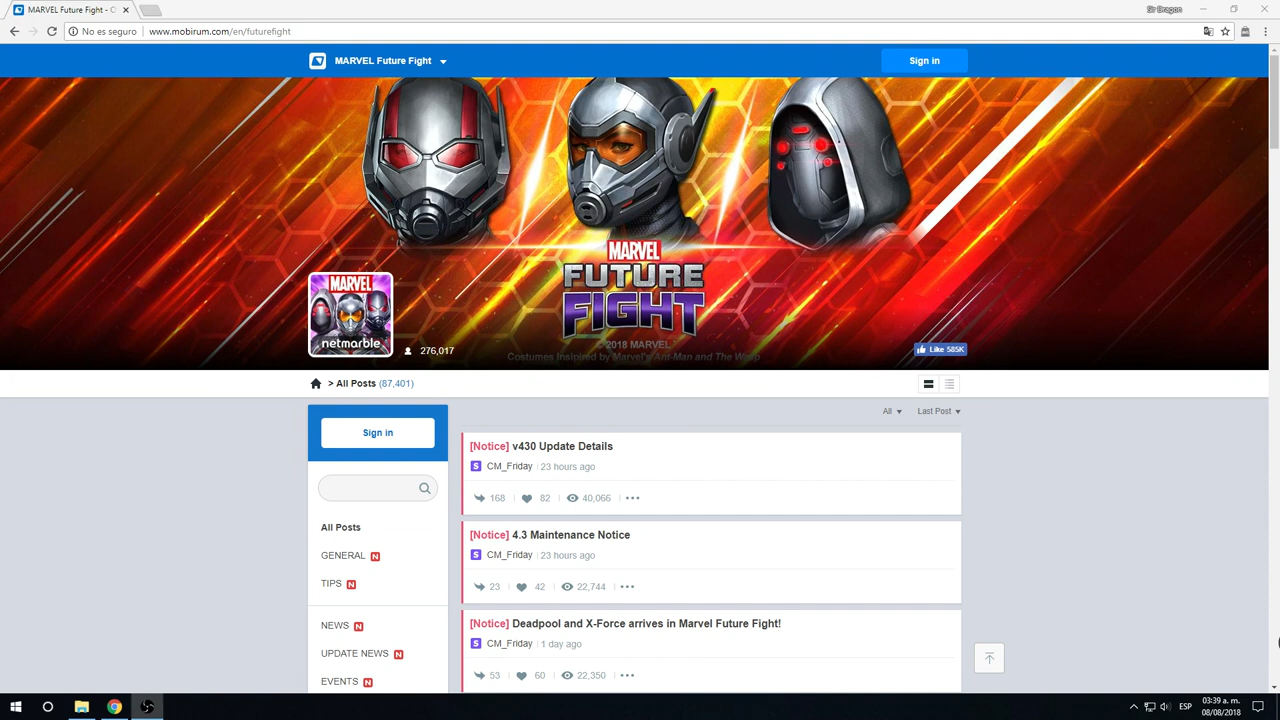 MARVEL Future Fight - C
Sir Dragon
No es seguro
www.mobirum.com/en/futurefight
MARVEL Future Fight
Sign in
MARVEL
FUTURE
FIGHT
© 2018 MARVEL
Costumes Insipired by Marvel's Ant-Man and The Wasp
MARVEL
netmarble
276,017
Like 585K
> All Posts (87,401)
All
Last Post
Sign in
All Posts
GENERAL N
TIPS N
NEWS N
UPDATE NEWS N
EVENTS N
[Notice] v430 Update Details
S CM_Friday 23 hours ago
168 82 40,066
[Notice] 4.3 Maintenance Notice
S CM_Friday 23 hours ago
23 42 22,744
[Notice] Deadpool and X-Force arrives in Marvel Future Fight!
S CM_Friday 1 day ago
53 60 22,350
ESP
03:39 a. m.
08/08/2018